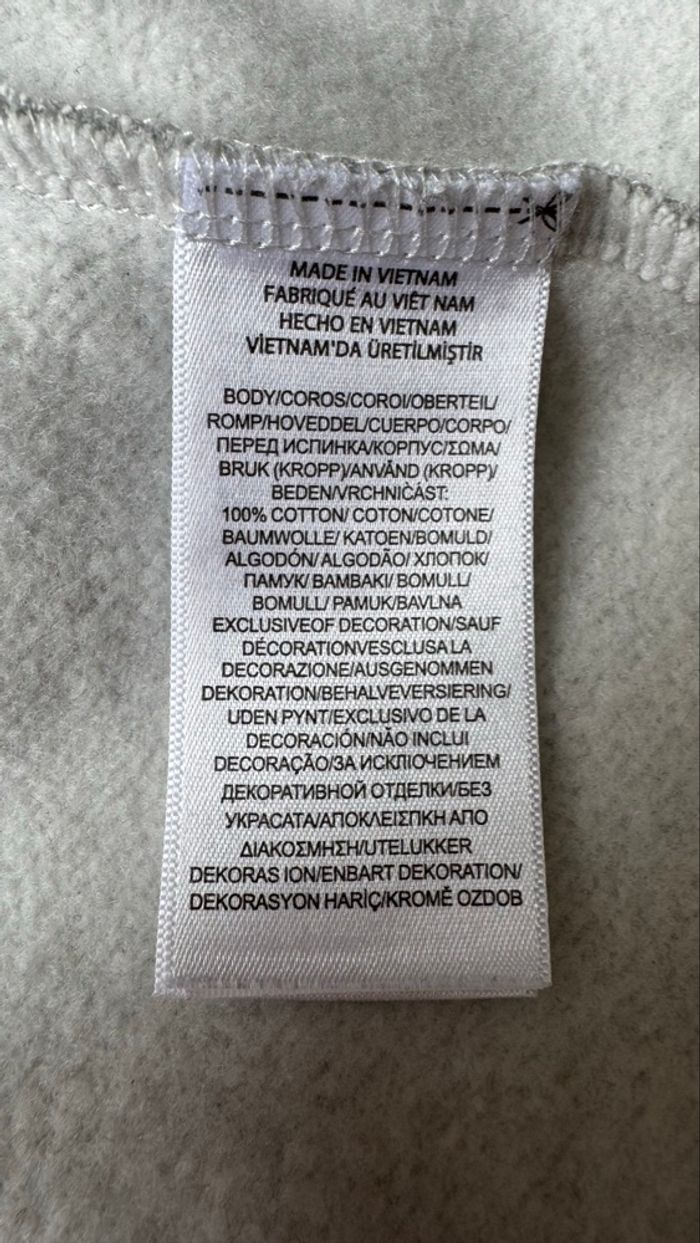 MADE IN VIETNAM
FABRIQUÉ AU VIÊT NAM
HECHO EN VIETNAM
VİETNAM'DA ÜRETİLMİŞTİR
BODY/COROS/COROI/OBERTEIL/
ROMP/HOVEDDEL/CUERPO/CORPO/
ПЕРЕД ИСПИНКА/КОРПУС/ΣΩΜΑ/
BRUK (KROPP)/ANVÄND (KROPP)/
BEDEN/VRCHNIČÁST:
100% COTTON/ COTON/COTONE/
BAUMWOLLE/ KATOEN/BOMULD/
ALGODÓN/ ALGODÃO/ ХЛОПОК/
ПАМУК/ BAMBAKI/ BOMULL/
BOMULL/ PAMUK/BAVLNA
EXCLUSIVEOF DECORATION/SAUF
DÉCORATIONVESCLUSA LA
DECORAZIONE/AUSGENOMMEN
DEKORATION/BEHALVEVERSIERING/
UDEN PYNT/EXCLUSIVO DE LA
DECORACIÓN/NÃO INCLUI
DECORAÇÃO/ЗА ИСКПІОЧЕНИЕМ
ДЕКОРАТИВНОЙ ОТДЕЛКИ/БЕЗ
УКРАСАТА/ΑΠΟΚΛΕΙΣΠΚΗ ΑΠΟ
ΔΙΑΚΟΣΜΗΣΗ/UTELUKKER
DEKORAS ION/ENBART DEKORATION/
DEKORASYON HARİÇ/KROMĚ OZDOB